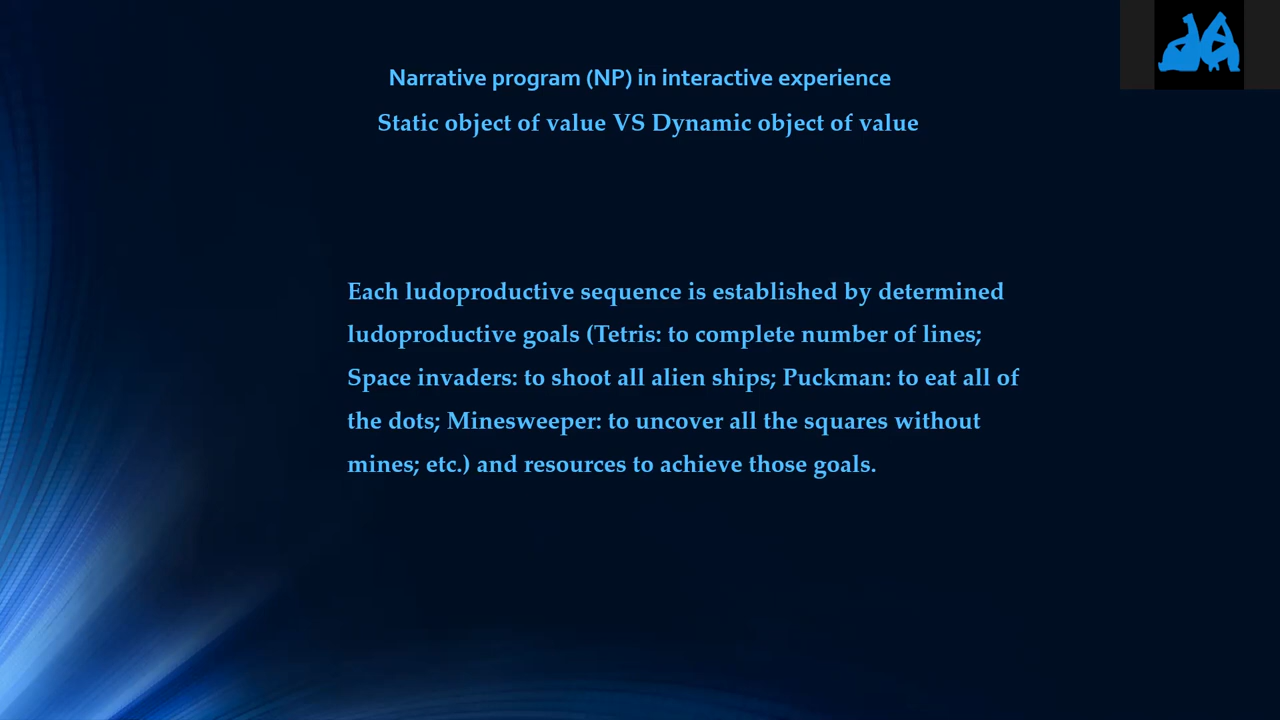 Narrative program (NP) in interactive experience
Static object of value VS Dynamic object of value
Each ludoproductive sequence is established by determined
ludoproductive goals (Tetris: to complete number of lines;
Space invaders: to shoot all alien ships; Puckman: to eat all of
the dots; Minesweeper: to uncover all the squares without
mines; etc.) and resources to achieve those goals.